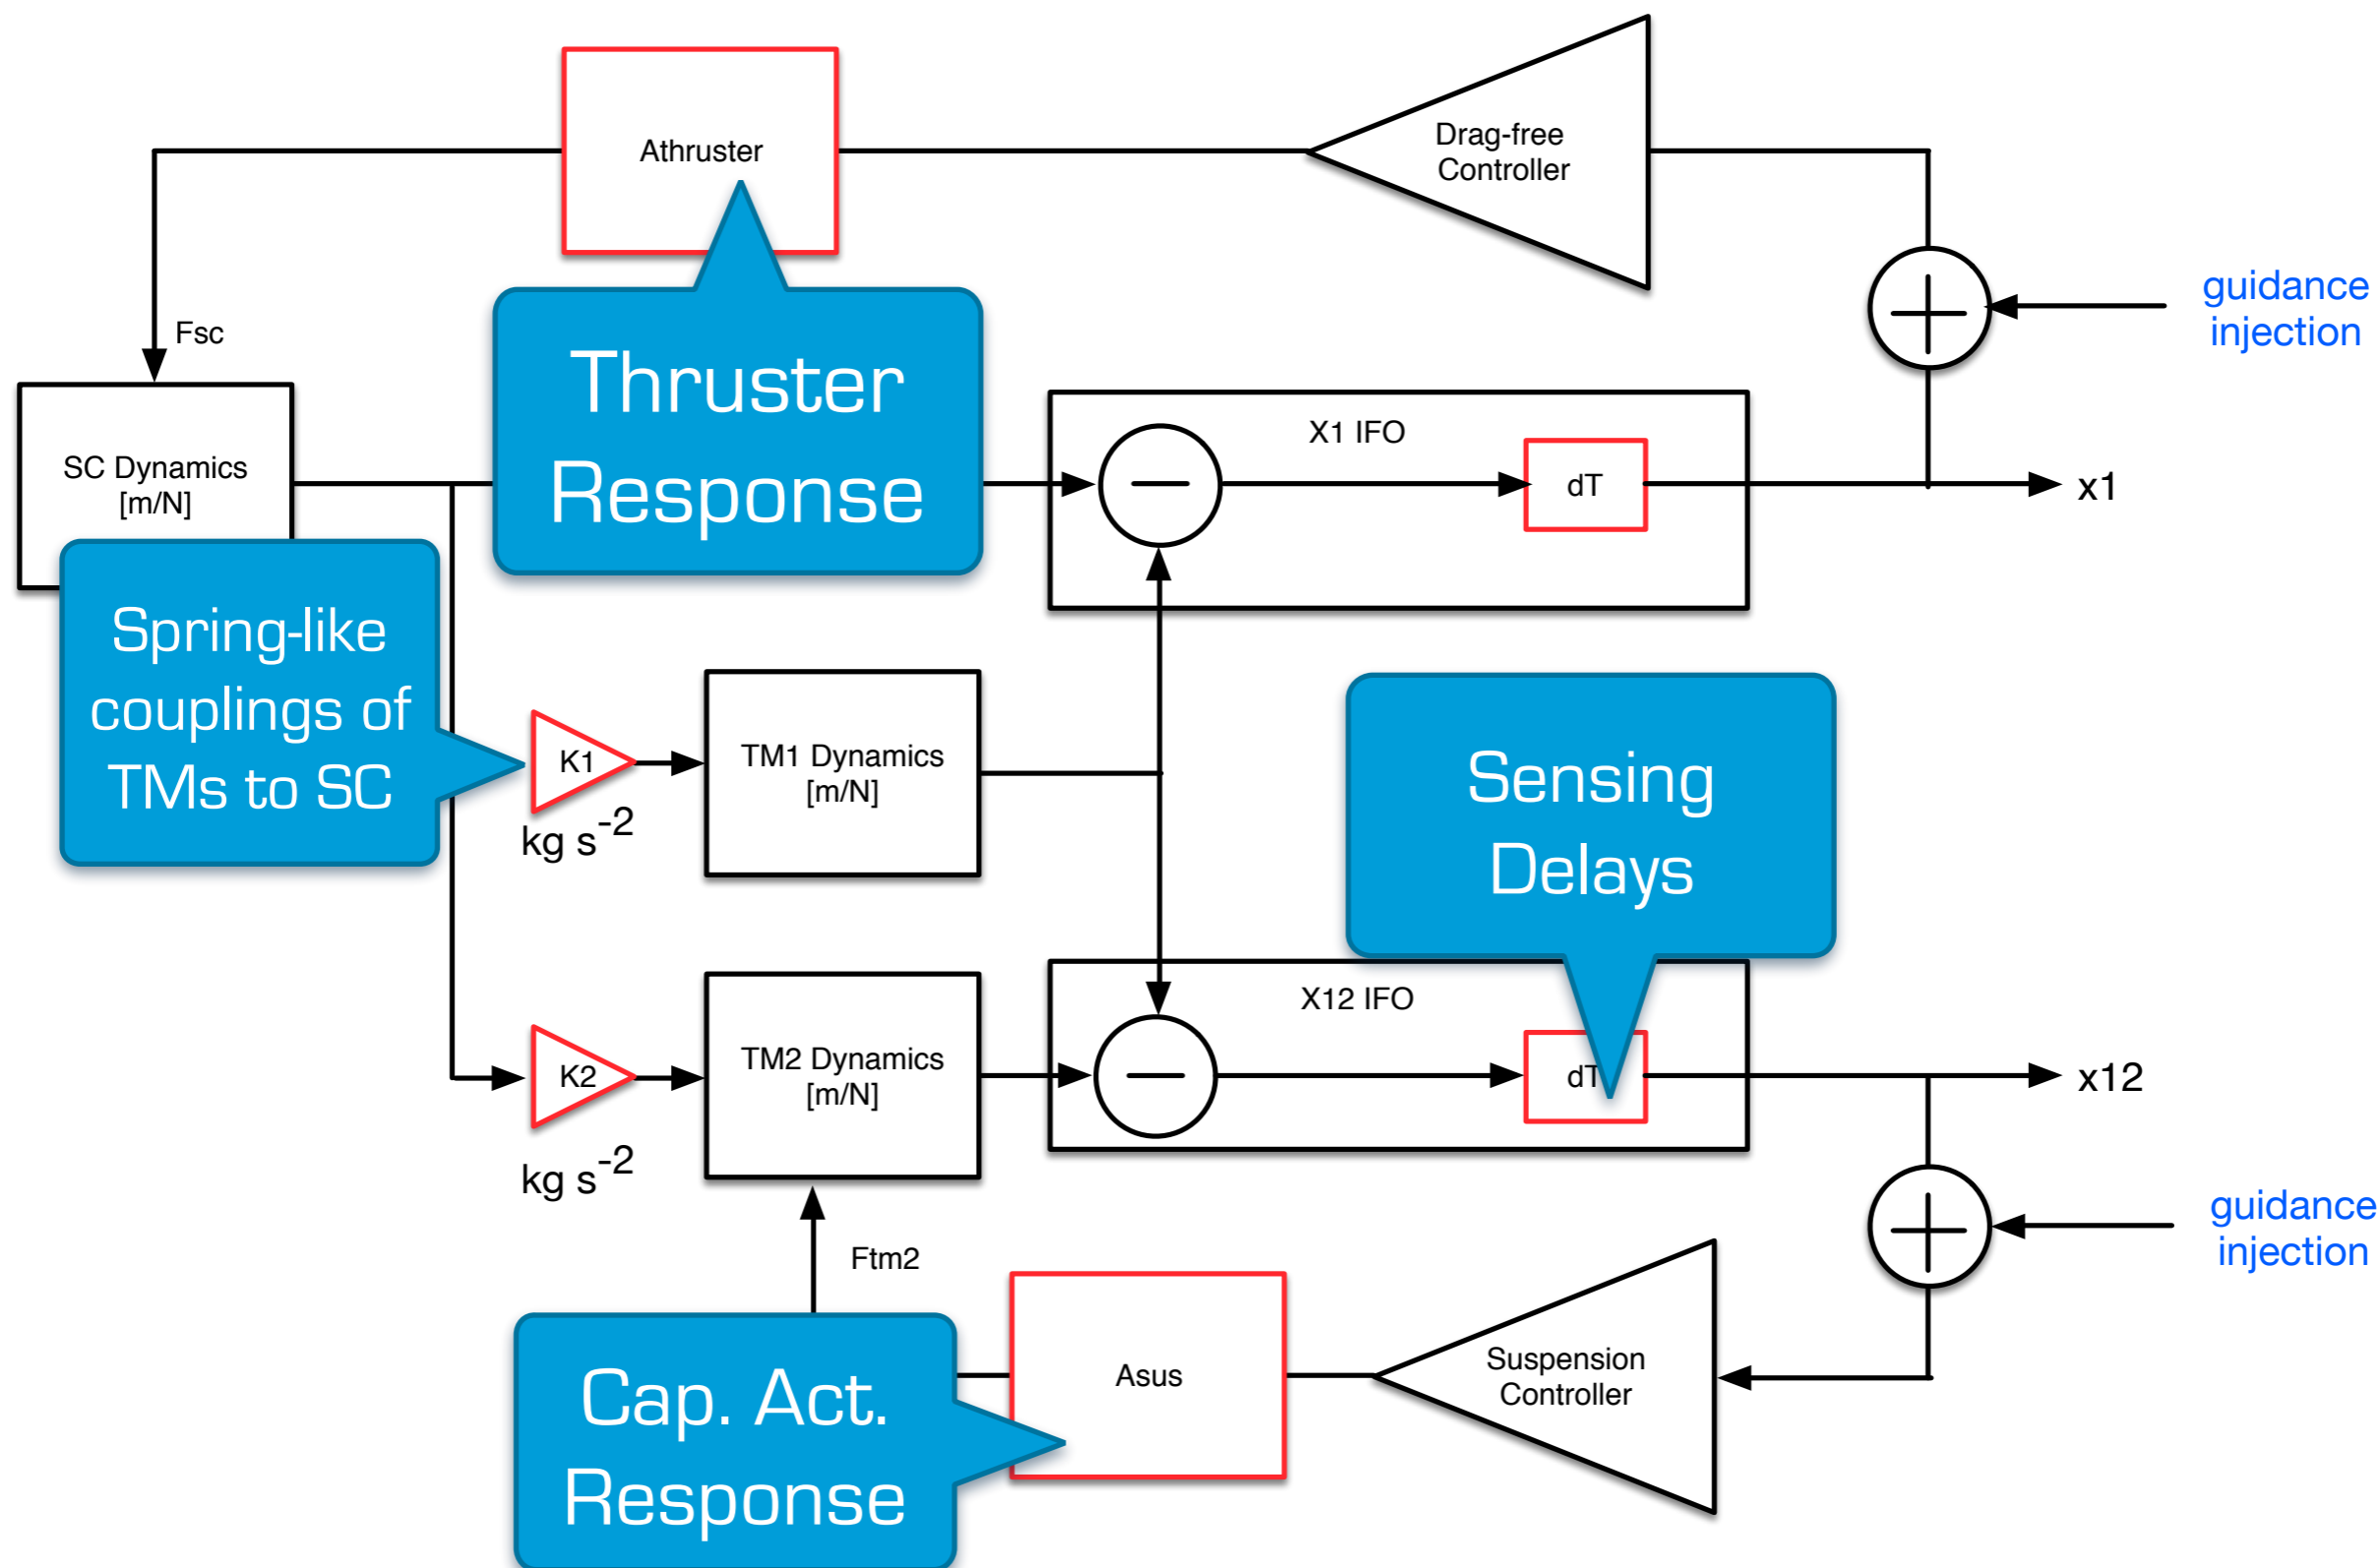 Athruster
Drag-free
Controller
guidance
injection
Fsc
Thruster
Response
X1 IFO
SC Dynamics
[m/N]
dT
x1
Spring-like
couplings of
TMs to SC
K1
TM1 Dynamics
[m/N]
kg s-2
Sensing
Delays
X12 IFO
K2
TM2 Dynamics
[m/N]
dT
x12
kg s-2
guidance
injection
Ftm2
Cap. Act.
Response
Asus
Suspension
Controller